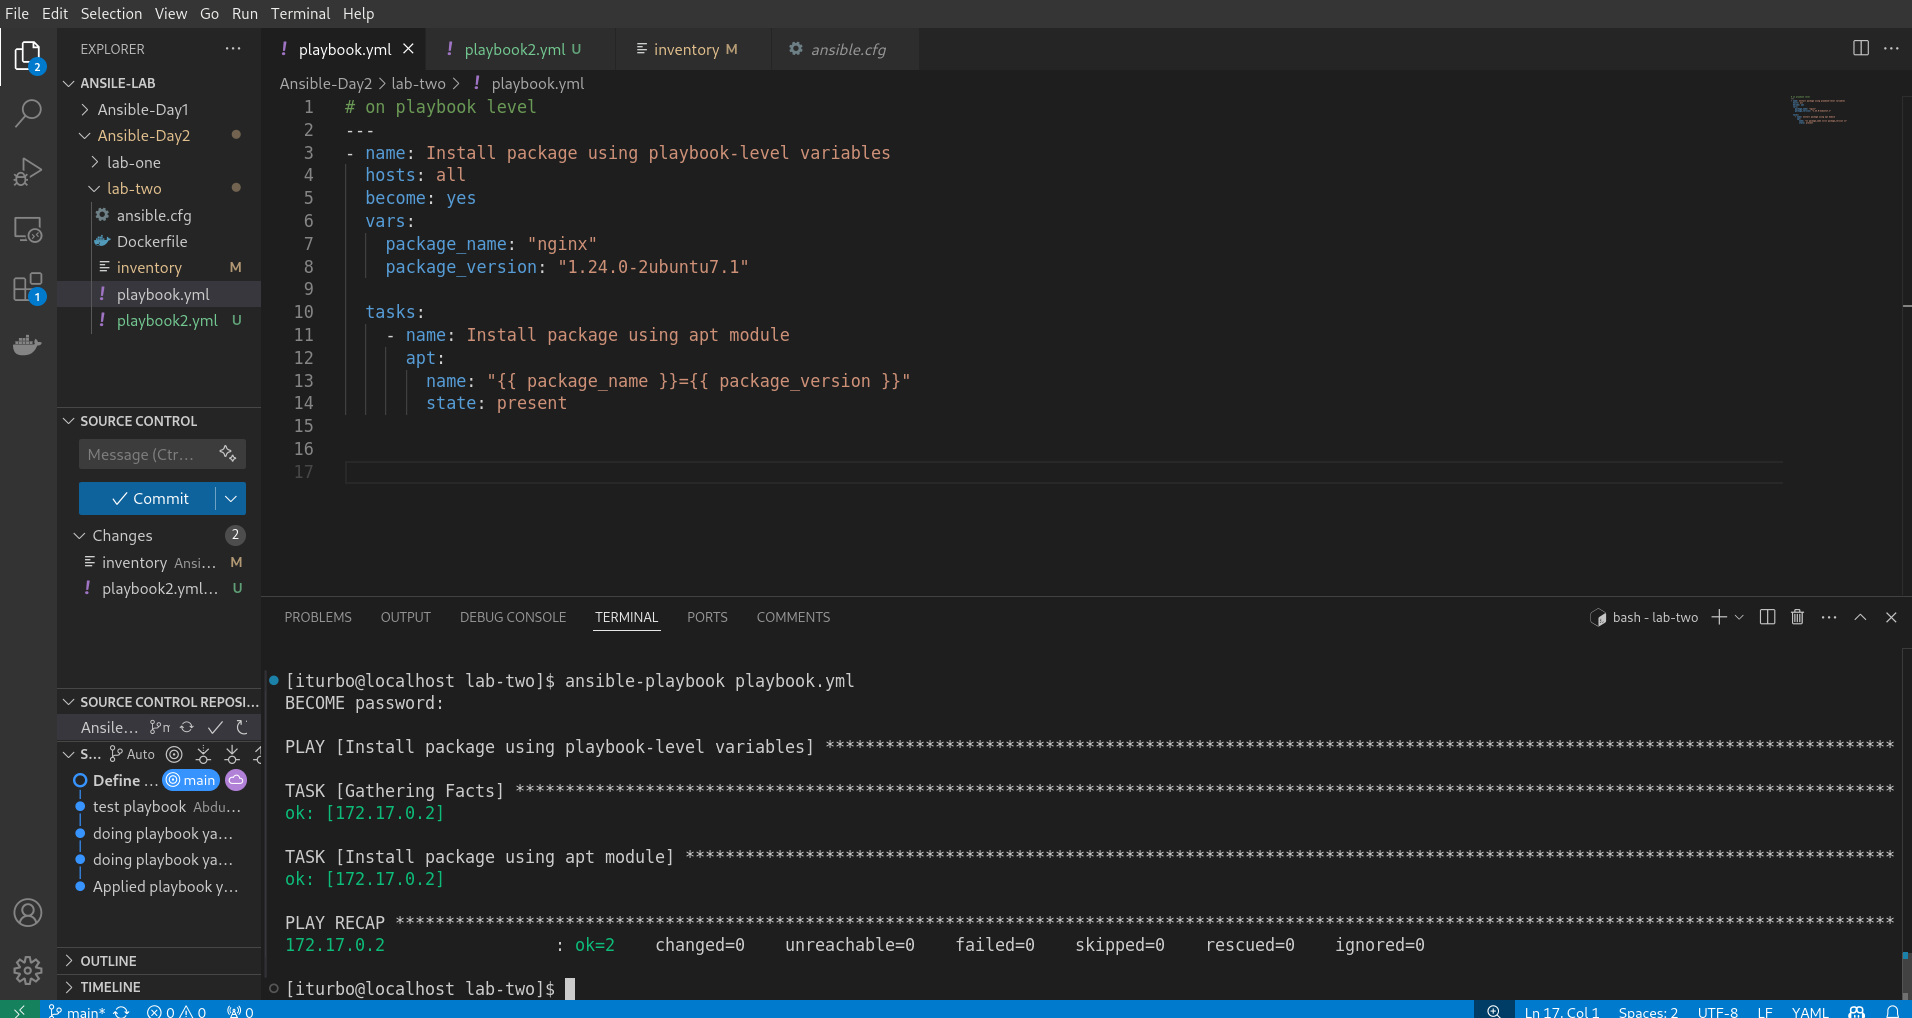 File Edit Selection View Go Run Terminal Help
EXPLORER ···
2
ANSILE-LAB
Ansible-Day1
Ansible-Day2
lab-one
lab-two
ansible.cfg
Dockerfile
inventory M
playbook.yml
playbook2.yml U
1
SOURCE CONTROL
Message (Ctr...
Commit
Changes 2
inventory Ansi... M
playbook2.yml... U
SOURCE CONTROL REPOSI...
Ansile...
S... Auto
Define ... main
test playbook Abdu...
doing playbook ya...
doing playbook ya...
Applied playbook y...
OUTLINE
TIMELINE
playbook.yml playbook2.yml U inventory M ansible.cfg
Ansible-Day2 > lab-two > playbook.yml
1 # on playbook level
2 ---
3 - name: Install package using playbook-level variables
4 hosts: all
5 become: yes
6 vars:
7 package_name: "nginx"
8 package_version: "1.24.0-2ubuntu7.1"
9
10 tasks:
11 - name: Install package using apt module
12 apt:
13 name: "{{ package_name }}={{ package_version }}"
14 state: present
15
16
17
PROBLEMS OUTPUT DEBUG CONSOLE TERMINAL PORTS COMMENTS
bash - lab-two
[iturbo@localhost lab-two]$ ansible-playbook playbook.yml
BECOME password:
PLAY [Install package using playbook-level variables] ***********************************************************************************************************
TASK [Gathering Facts] ******************************************************************************************************************************************
ok: [172.17.0.2]
TASK [Install package using apt module] *************************************************************************************************************************
ok: [172.17.0.2]
PLAY RECAP ******************************************************************************************************************************************************
172.17.0.2 : ok=2 changed=0 unreachable=0 failed=0 skipped=0 rescued=0 ignored=0
[iturbo@localhost lab-two]$
main* 0 0 0 Ln 17, Col 1 Spaces: 2 UTF-8 LF YAML